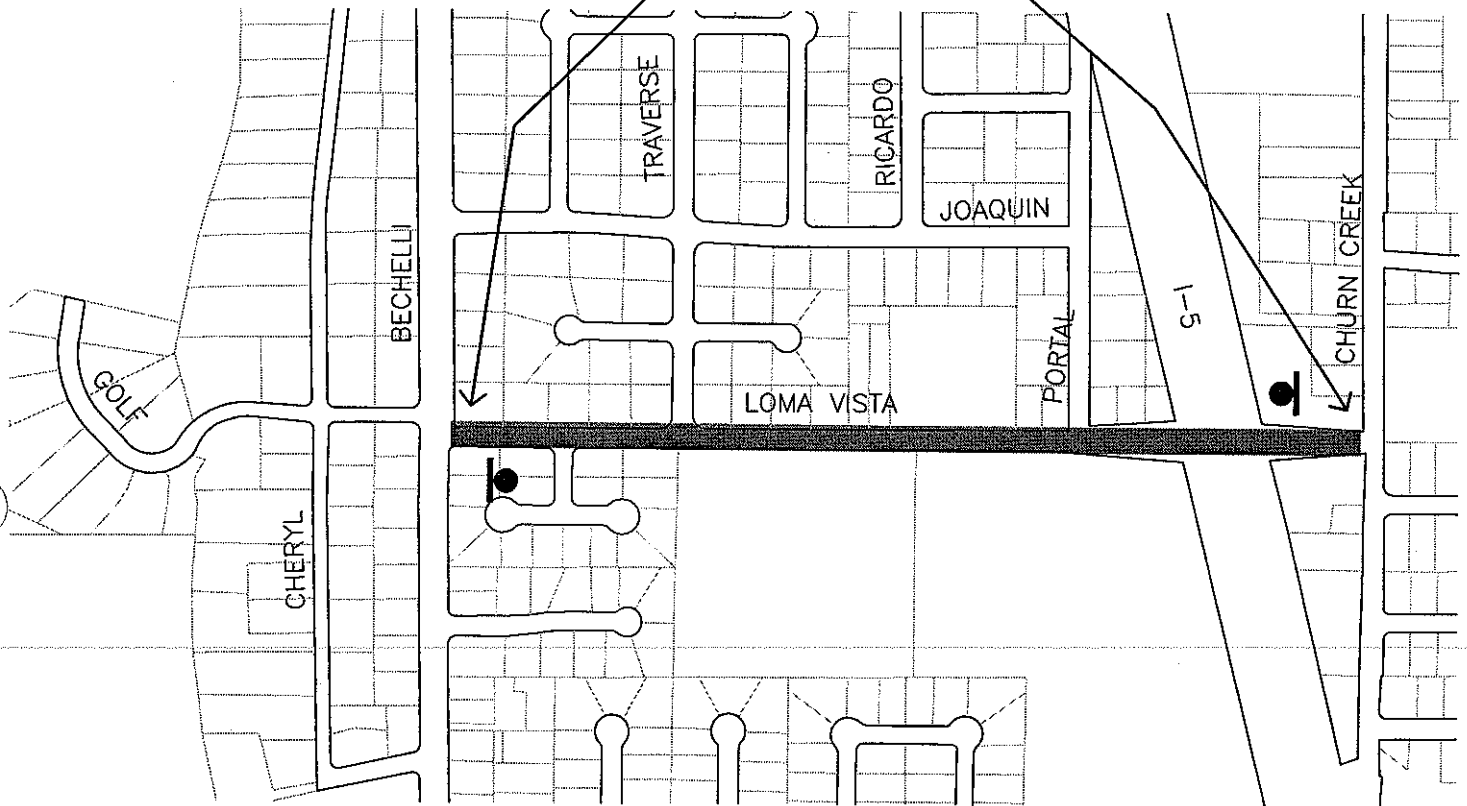 TRAVERSE
RICARDO
JOAQUIN
BECHELLI
CHURN CREEK
I-5
PORTAL
GOLF
LOMA VISTA
CHERYL